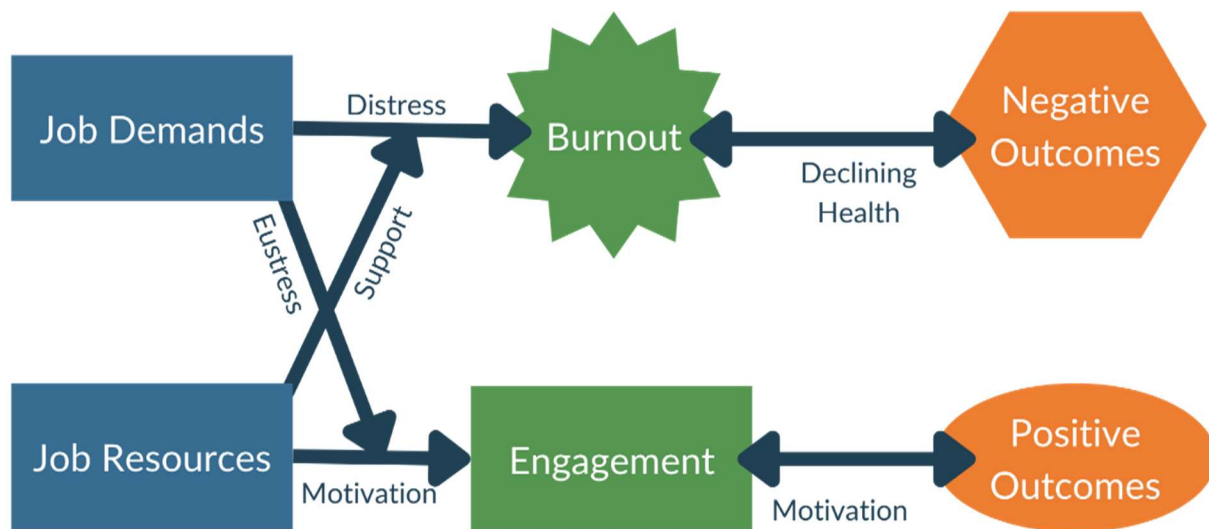 Job Demands
Distress
Burnout
Declining
Health
Negative
Outcomes
Eustress
Support
Job Resources
Motivation
Engagement
Motivation
Positive
Outcomes